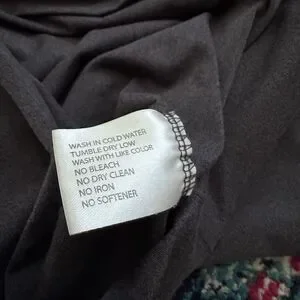 WASH IN COLD WATER
TUMBLE DRY LOW
WASH WITH LIKE COLOR
NO BLEACH
NO DRY CLEAN
NO IRON
NO SOFTENER